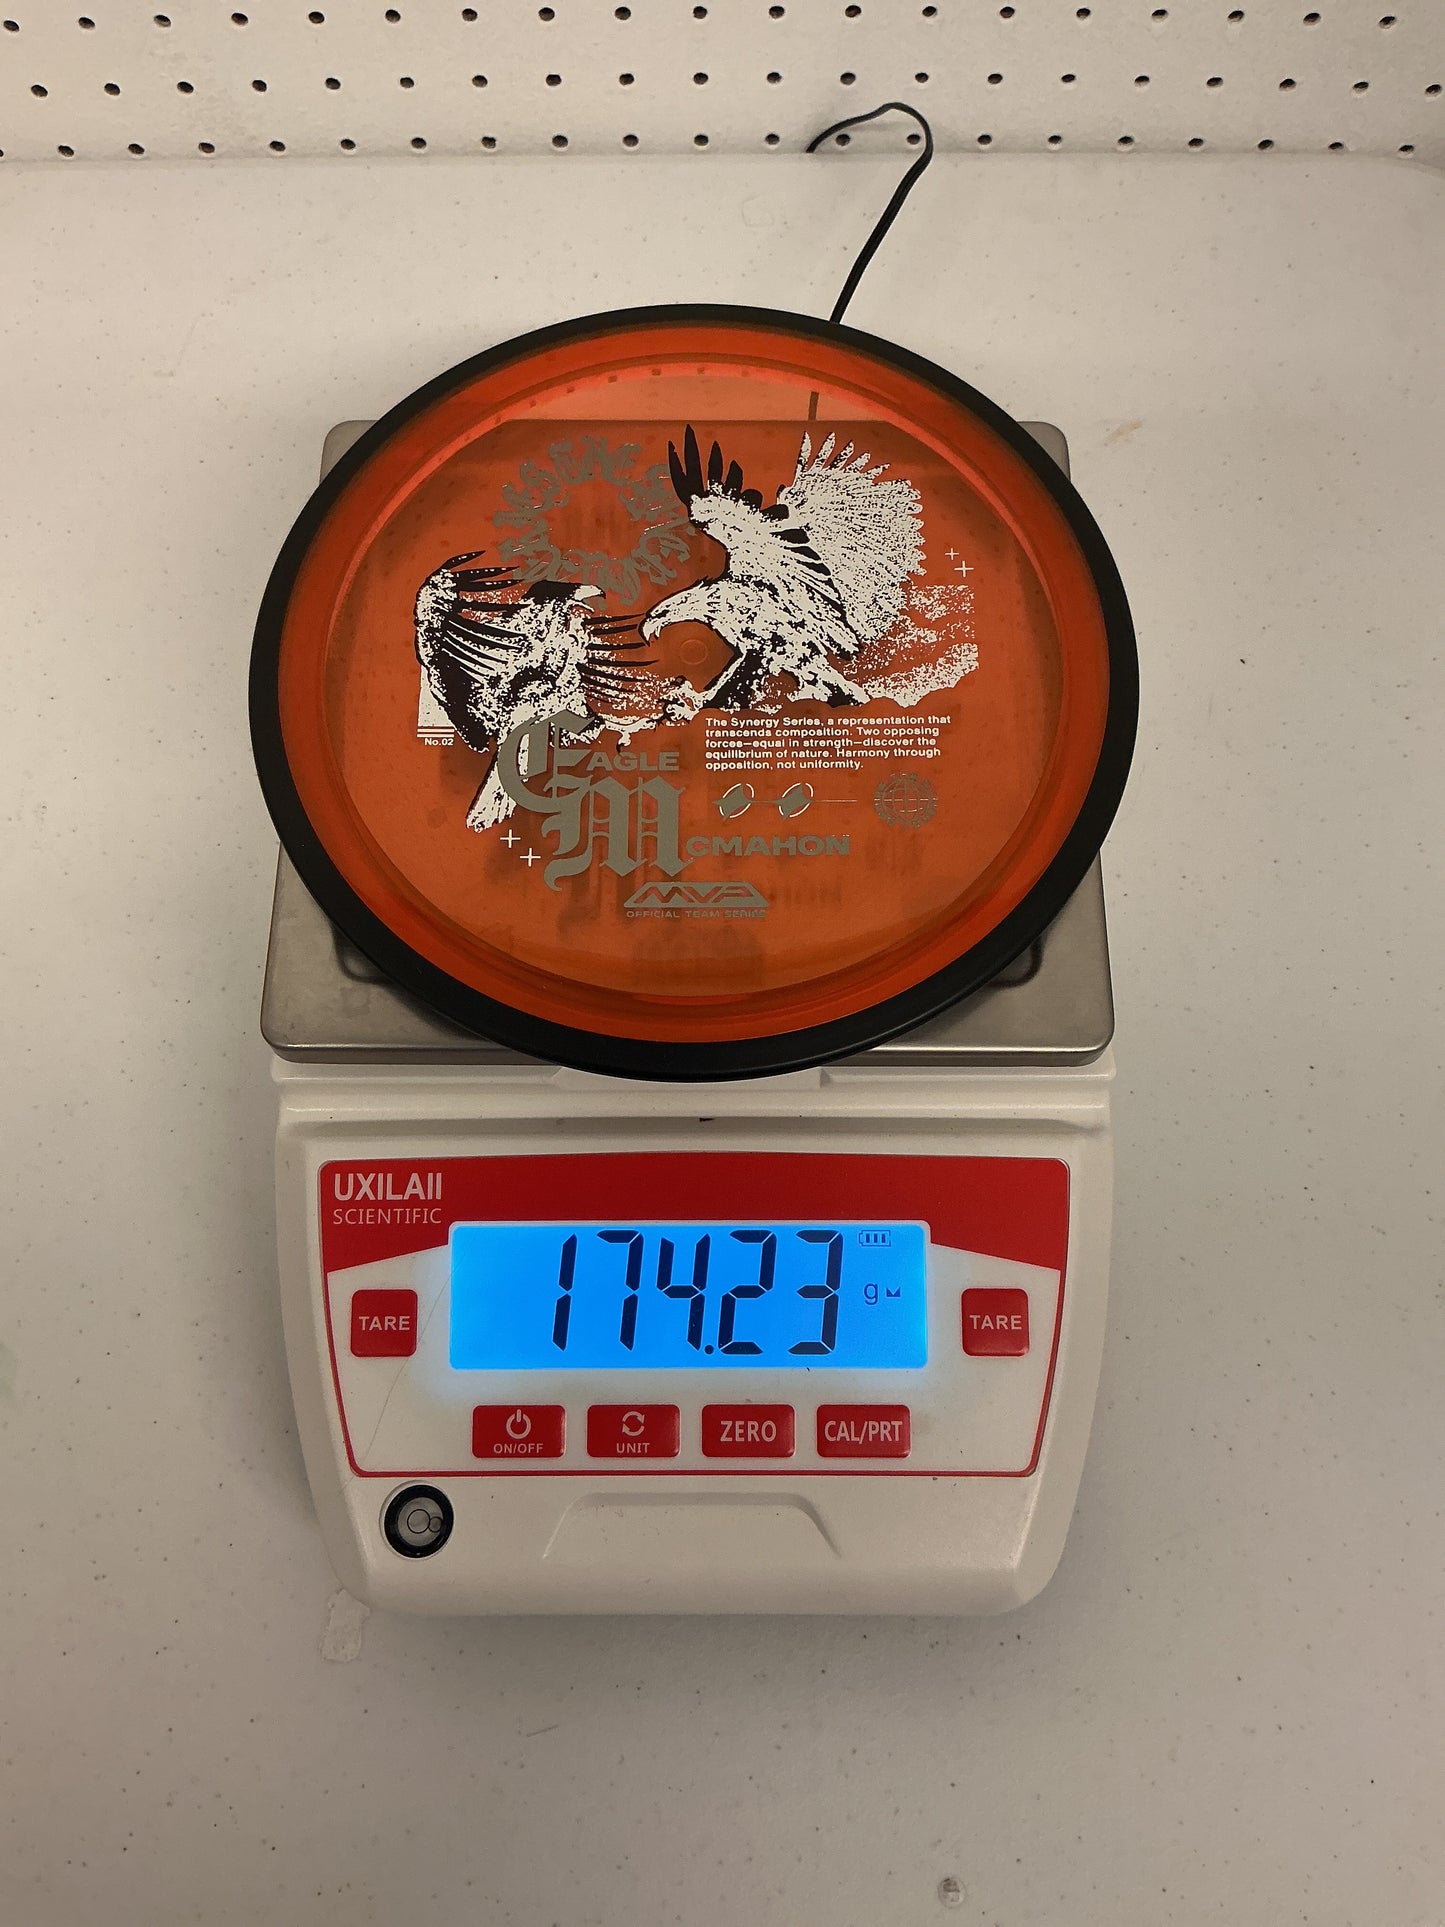 No.02
The Synergy Series, a representation that
transcends composition. Two opposing
forces—equal in strength—discover the
equilibrium of nature. Harmony through
opposition, not uniformity.
EAGLE
MCMAHON
MVP
OFFICIAL TEAM SERIES
UXILAII
SCIENTIFIC
174.23
g
TARE
TARE
ON/OFF
UNIT
ZERO
CAL/PRT